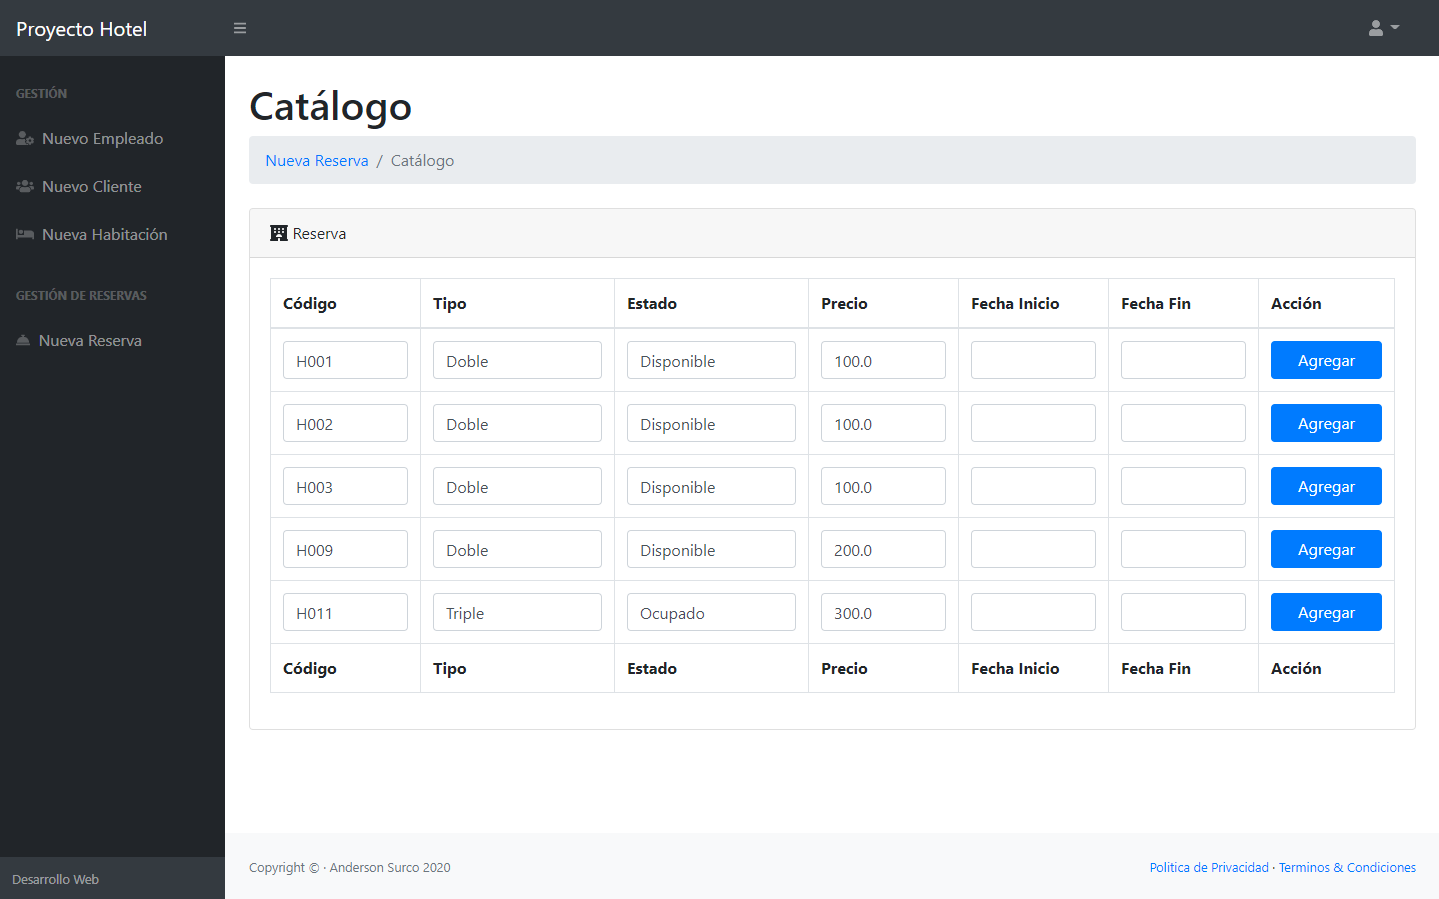 Proyecto Hotel
GESTIÓN
Nuevo Empleado
Nuevo Cliente
Nueva Habitación
GESTIÓN DE RESERVAS
Nueva Reserva
Desarrollo Web
Catálogo
Nueva Reserva / Catálogo
Reserva
Código Tipo Estado Precio Fecha Inicio Fecha Fin Acción
H001 Doble Disponible 100.0 Agregar
H002 Doble Disponible 100.0 Agregar
H003 Doble Disponible 100.0 Agregar
H009 Doble Disponible 200.0 Agregar
H011 Triple Ocupado 300.0 Agregar
Código Tipo Estado Precio Fecha Inicio Fecha Fin Acción
Copyright © · Anderson Surco 2020 Politica de Privacidad · Terminos & Condiciones